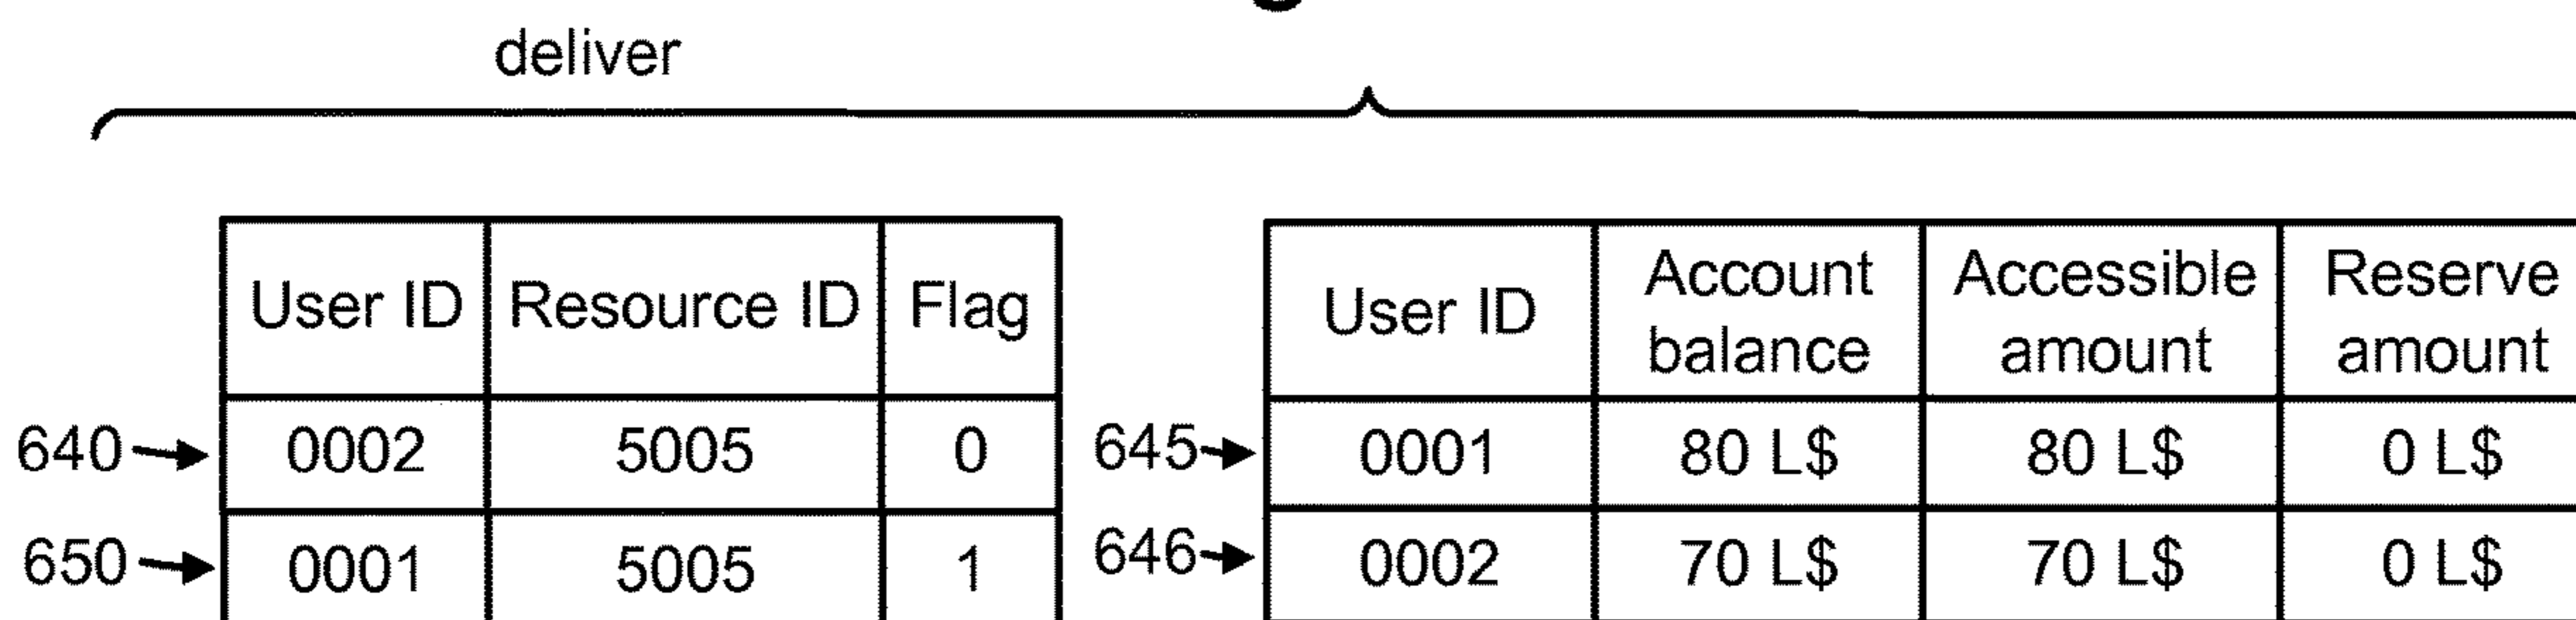 deliver
User ID Resource ID Flag
640 0002 5005 0
650 0001 5005 1
User ID Account balance Accessible amount Reserve amount
645 0001 80 L$ 80 L$ 0 L$
646 0002 70 L$ 70 L$ 0 L$